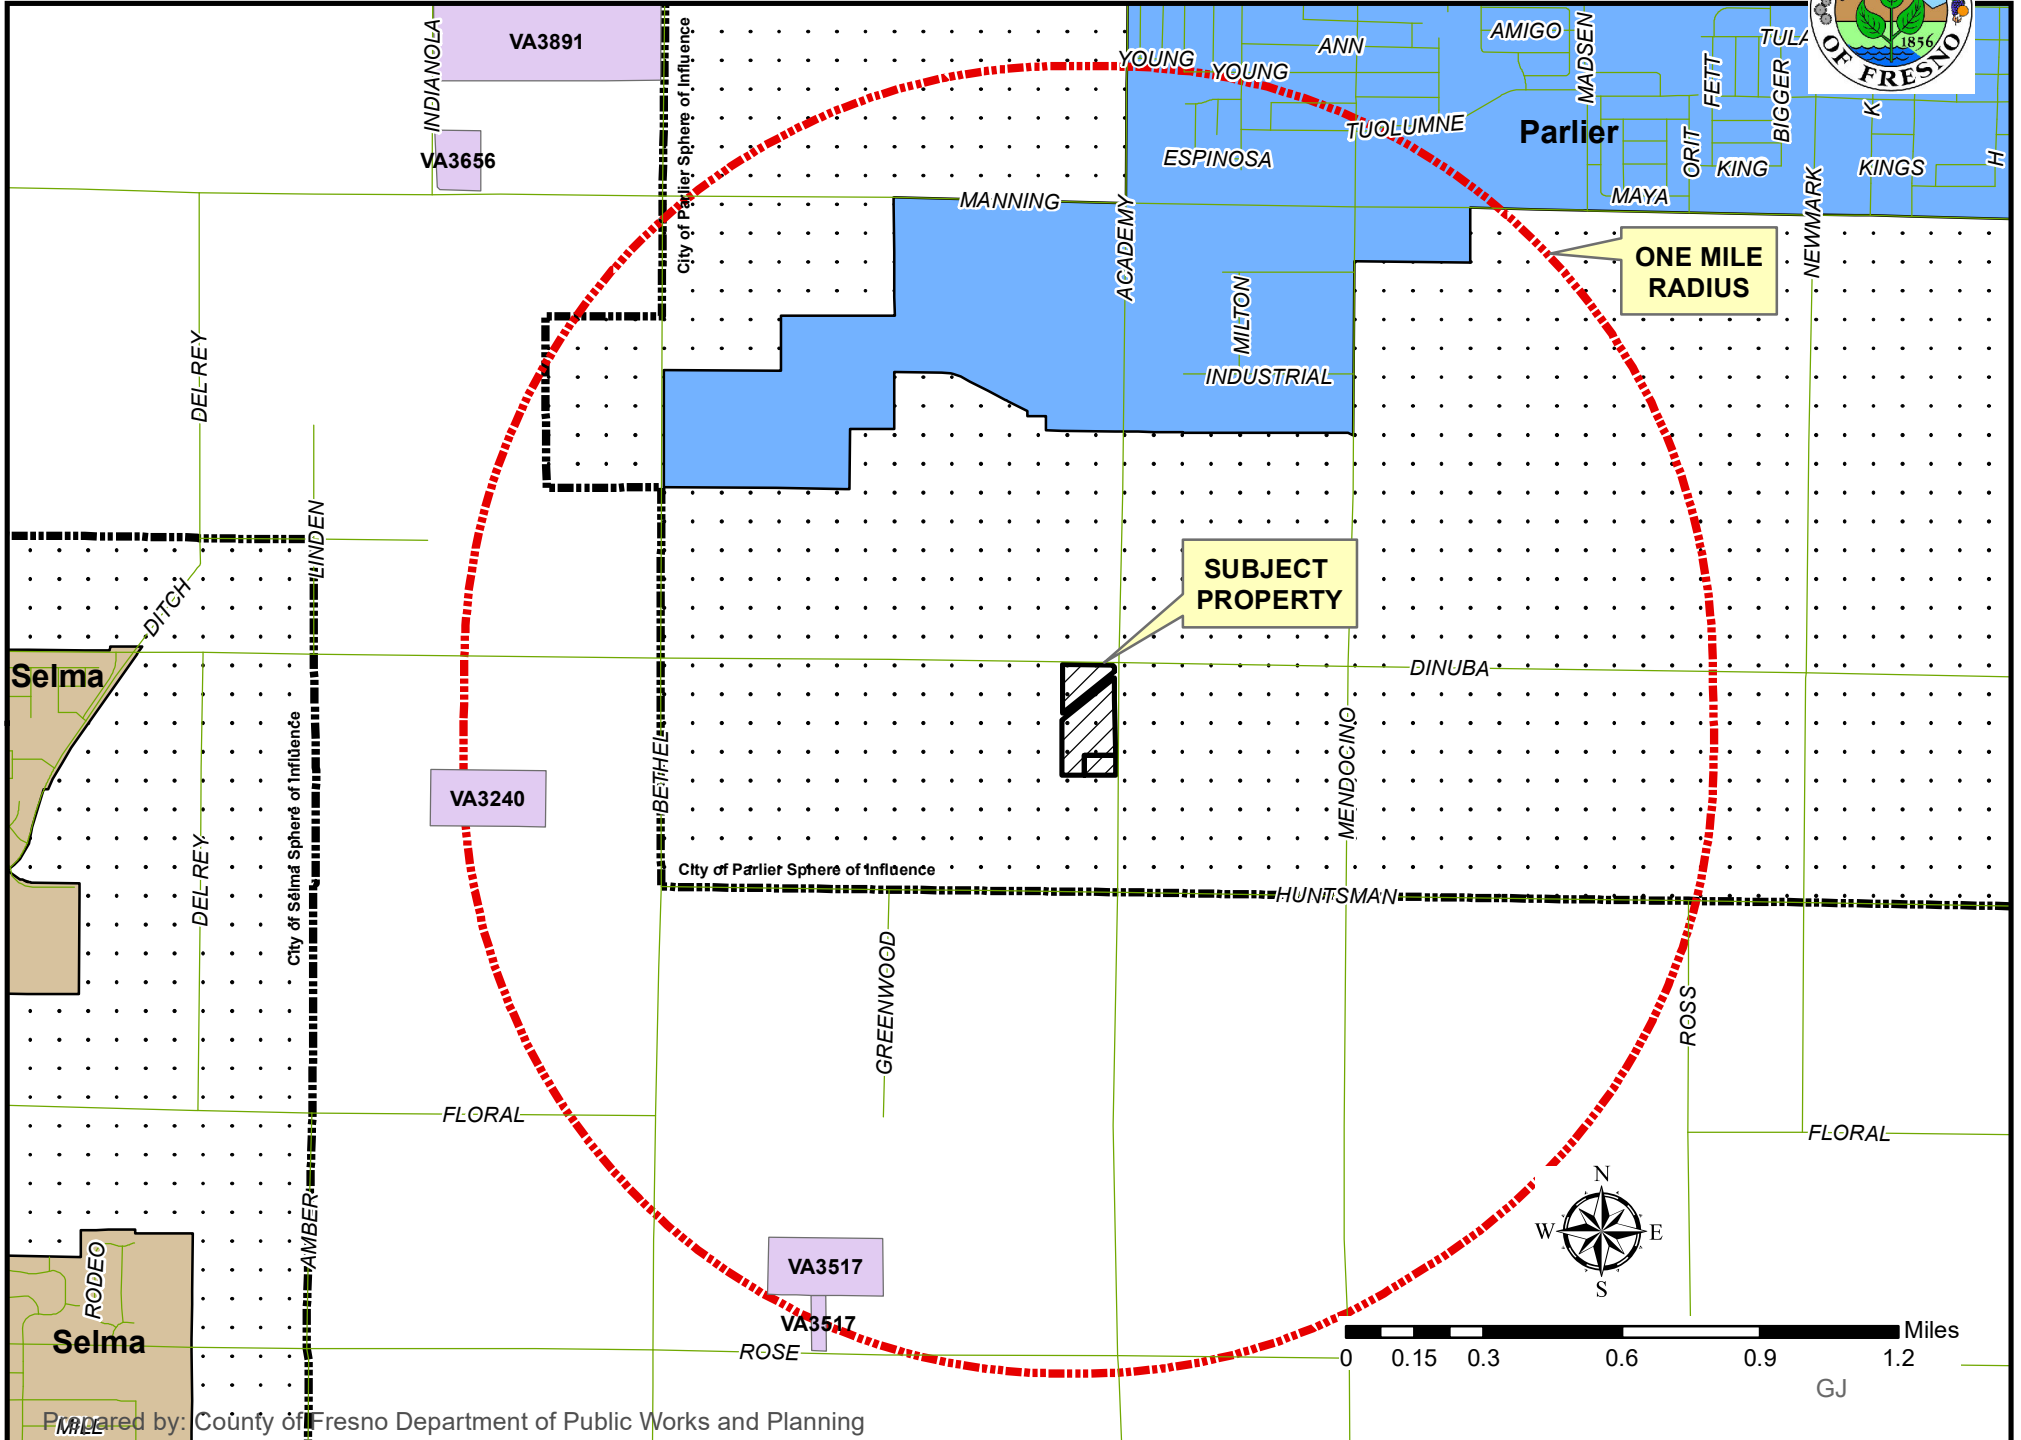 VA3891
INDIANOLA
VA3656
City of Parlier Sphere of Influence
YOUNG
YOUNG
ANN
AMIGO
MADSEN
FETT
BIGGER
1856
OF FRESNO
TUOLUMNE
Parlier
ESPINOSA
ORIT
KING
K
KINGS
H
MAYA
MANNING
ACADEMY
NEWMARK
ONE MILE
RADIUS
MILTON
INDUSTRIAL
DEL REY
LINDEN
DITCH
SUBJECT
PROPERTY
Selma
DINUBA
City of Selma Sphere of Influence
BETHEL
MENDOCINO
VA3240
DEL REY
City of Parlier Sphere of Influence
HUNTSMAN
GREENWOOD
ROSS
FLORAL
FLORAL
AMBER
N
W E
S
RODEO
VA3517
VA3517
Selma
ROSE
Miles
0 0.15 0.3 0.6 0.9 1.2
GJ
Prepared by: County of Fresno Department of Public Works and Planning
MILL